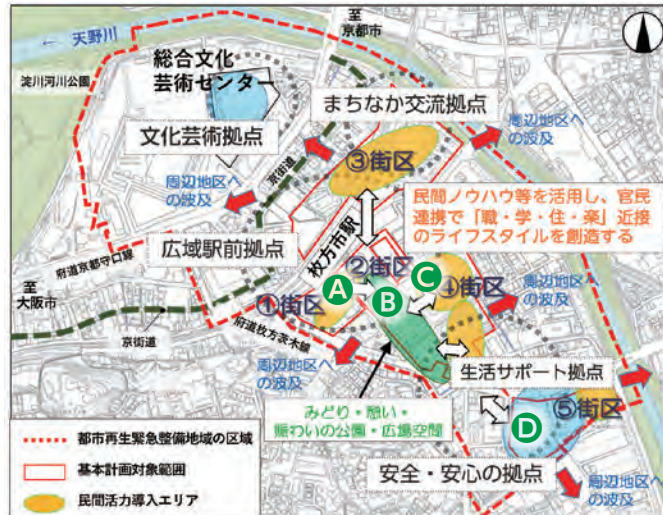 至
京都市
天野川
淀川河川公園
総合文化
芸術センター
まちなか交流拠点
文化芸術拠点
京街道
周辺地区へ
の波及
③街区
周辺地区へ
の波及
民間ノウハウ等を活用し、官民
連携で「職・学・住・楽」近接
のライフスタイルを創造する
広域駅前拠点
枚方市駅
府道京都守口線
至
大阪市
②街区
C
A
B
④街区
①街区
周辺地区へ
の波及
京街道
府道枚方茨木線
周辺地区へ
の波及
生活サポート拠点
みどり・憩い・
賑わいの公園・広場空間
D
⑤街区
安全・安心の拠点
周辺地区へ
の波及
都市再生緊急整備地域の区域
基本計画対象範囲
民間活力導入エリア